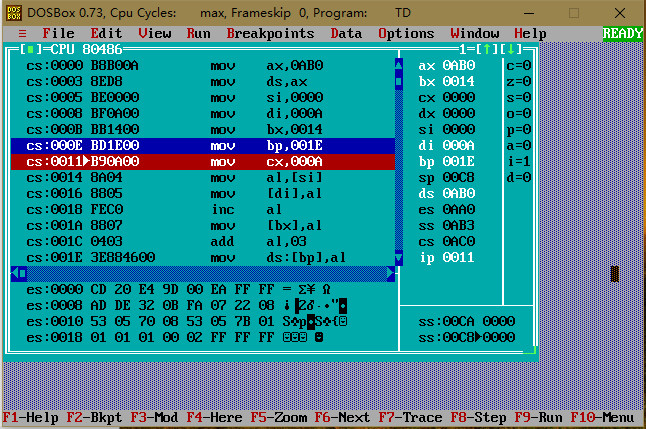 DOSBox 0.73, Cpu Cycles: max, Frameskip 0, Program: TD
≡ File Edit View Run Breakpoints Data Options Window Help READY
[■]=CPU 80486 1=[↑][↓]
cs:0000 B8B00A mov ax,0AB0 ax 0AB0 c=0
cs:0003 8ED8 mov ds,ax bx 0014 z=0
cs:0005 BE0000 mov si,0000 cx 0000 s=0
cs:0008 BF0A00 mov di,000A dx 0000 o=0
cs:000B BB1400 mov bx,0014 si 0000 p=0
cs:000E BD1E00 mov bp,001E di 000A a=0
cs:0011►B90A00 mov cx,000A bp 001E i=1
cs:0014 8A04 mov al,[si] sp 00C8 d=0
cs:0016 8805 mov [di],al ds 0AB0
cs:0018 FEC0 inc al es 0AA0
cs:001A 8807 mov [bx],al ss 0AB3
cs:001C 0403 add al,03 cs 0AC0
cs:001E 3E884600 mov ds:[bp],al ip 0011
es:0000 CD 20 E4 9D 00 EA FF FF = Σ¥ Ω
es:0008 AD DE 32 0B FA 07 22 08
es:0010 53 05 70 08 53 05 7B 01 S♣p◘S♣{☺ ss:00CA 0000
es:0018 01 01 01 00 02 FF FF FF ☺☺☺ ☻ ss:00C8►0000
F1-Help F2-Bkpt F3-Mod F4-Here F5-Zoom F6-Next F7-Trace F8-Step F9-Run F10-Menu